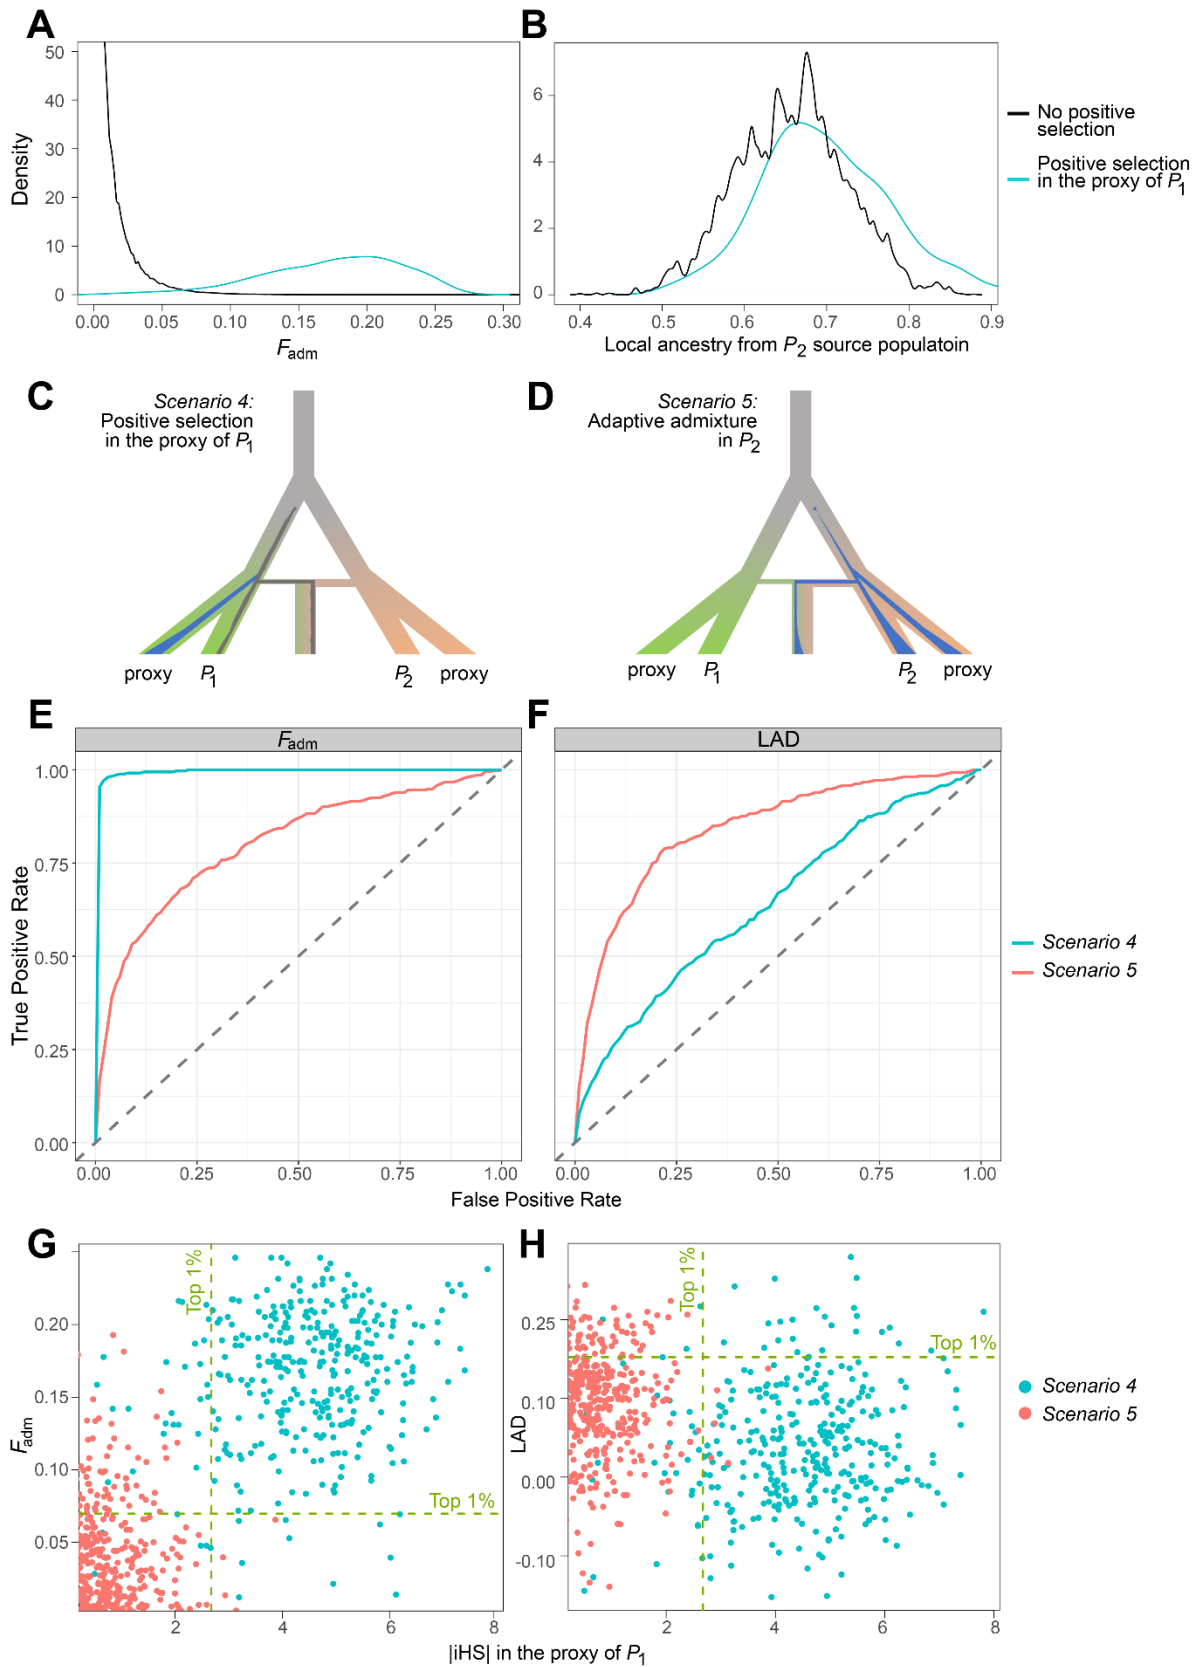 A
B
50
40
30
20
10
0
Density
0.00 0.05 0.10 0.15 0.20 0.25 0.30
Fadm
6
4
2
0
0.4 0.5 0.6 0.7 0.8 0.9
Local ancestry from P2 source populatoin
No positive
selection
Positive selection
in the proxy of P1
C
Scenario 4:
Positive selection
in the proxy of P1
proxy P1 P2 proxy
D
Scenario 5:
Adaptive admixture
in P2
proxy P1 P2 proxy
E
F
Fadm
LAD
1.00
0.75
0.50
0.25
0.00
True Positive Rate
0.00 0.25 0.50 0.75 1.00
0.00 0.25 0.50 0.75 1.00
False Positive Rate
Scenario 4
Scenario 5
G
H
Top 1%
Top 1%
0.20
0.15
0.10
0.05
Fadm
2 4 6 8
Top 1%
Top 1%
0.25
0.10
0.00
-0.10
LAD
2 4 6 8
|iHS| in the proxy of P1
Scenario 4
Scenario 5